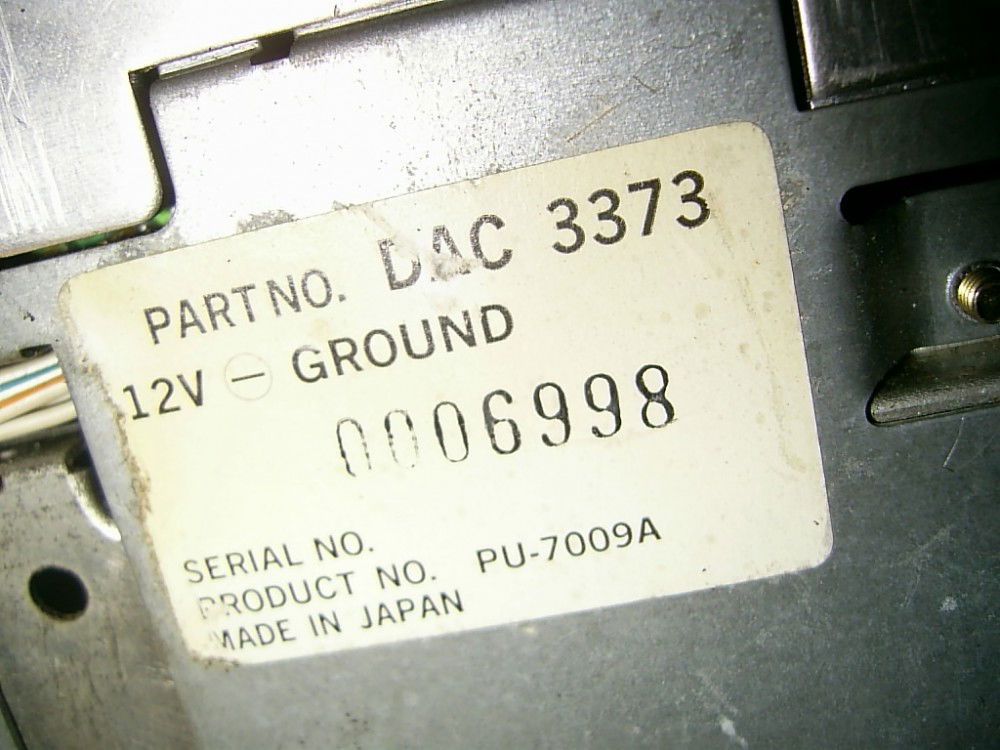 PART NO. DAC 3373
12V ⊖ GROUND
0006998
SERIAL NO.
PRODUCT NO. PU-7009A
MADE IN JAPAN